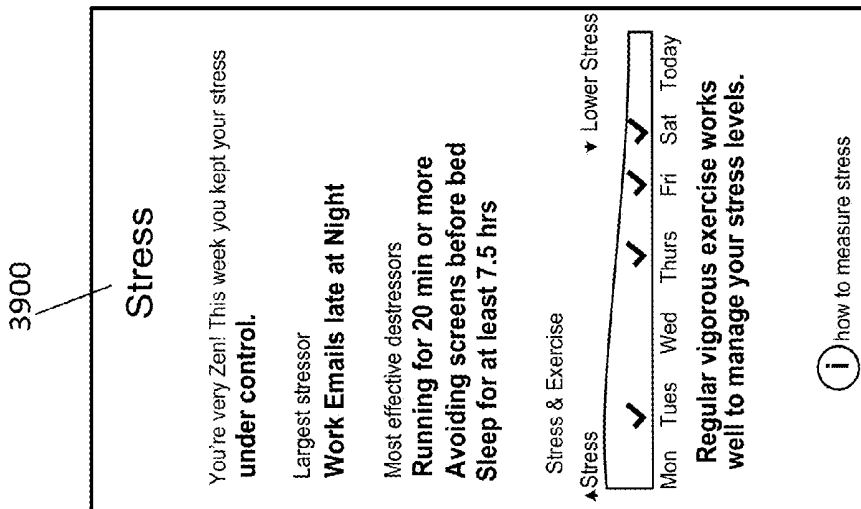 3900
Stress
You're very Zen! This week you kept your stress
under control.
Largest stressor
Work Emails late at Night
Most effective destressors
Running for 20 min or more
Avoiding screens before bed
Sleep for at least 7.5 hrs
Stress & Exercise
▲Stress ▼ Lower Stress
Mon Tues Wed Thurs Fri Sat Today
Regular vigorous exercise works
well to manage your stress levels.
i how to measure stress